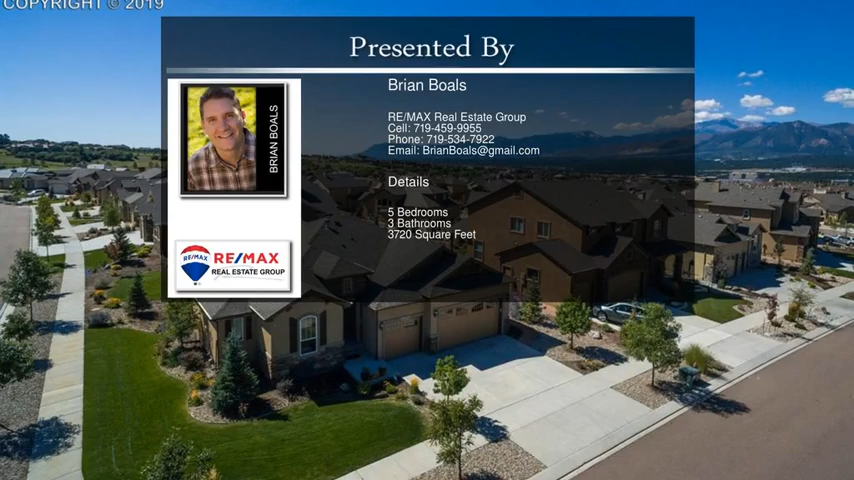 COPYRIGHT © 2019
Presented By
Brian Boals
RE/MAX Real Estate Group
Cell: 719-459-9955
Phone: 719-534-7922
Email: BrianBoals@gmail.com
Details
5 Bedrooms
3 Bathrooms
3720 Square Feet
BRIAN BOALS
RE/MAX
RE/MAX
REAL ESTATE GROUP